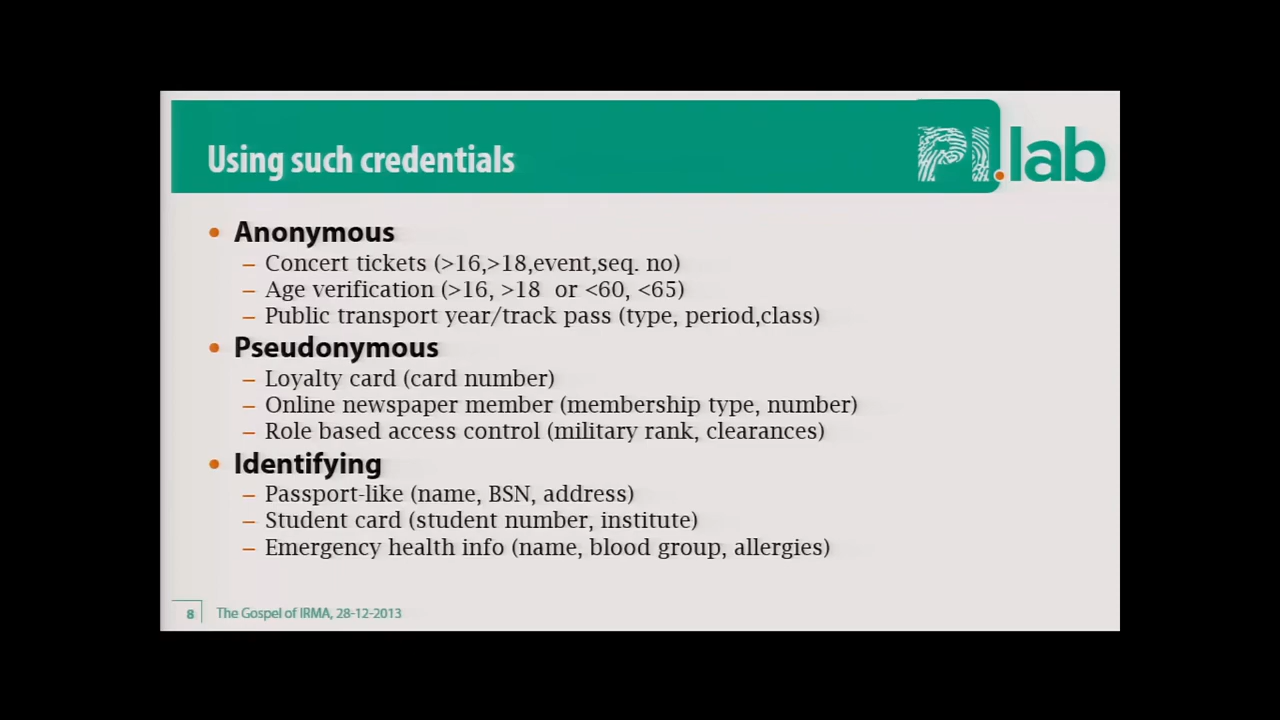 Using such credentials
PI.lab
• Anonymous
– Concert tickets (>16,>18,event,seq. no)
– Age verification (>16, >18 or <60, <65)
– Public transport year/track pass (type, period,class)
• Pseudonymous
– Loyalty card (card number)
– Online newspaper member (membership type, number)
– Role based access control (military rank, clearances)
• Identifying
– Passport-like (name, BSN, address)
– Student card (student number, institute)
– Emergency health info (name, blood group, allergies)
8 The Gospel of IRMA, 28-12-2013